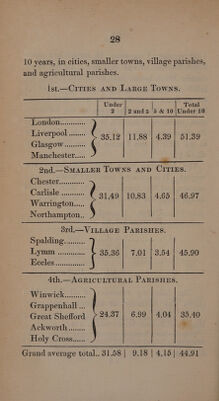 28
10 years, in cities, smaller towns, village parishes,
and agricultural parishes.
1st.—Cities and Large Towns.
Under 2 | 2 and 5 | 5 & 10 | Total Under 10
London...........
Liverpool ........
Glasgow.......... 35.12 | 11.88 | 4.39 | 51.39
Manchester.....
2nd.—Smaller Towns and Cities.
Chester...........
Carlisle ..........
Warrington..... 31.49 | 10.83 | 4.65 | 46.97
Northampton..
3rd.—Village Parishes.
Spalding.........
Lymm ............ 35.36 | 7.01 | 3.54 | 45.90
Eccles.............
4th.—Agricultural Parishes.
Winwick..........
Grappenhall ...
Great Shefford 24.37 | 6.99 | 4.04 | 35.40
Ackworth ........
Holy Cross......
Grand average total.. 31.58 | 9.18 | 4.15 | 44.91